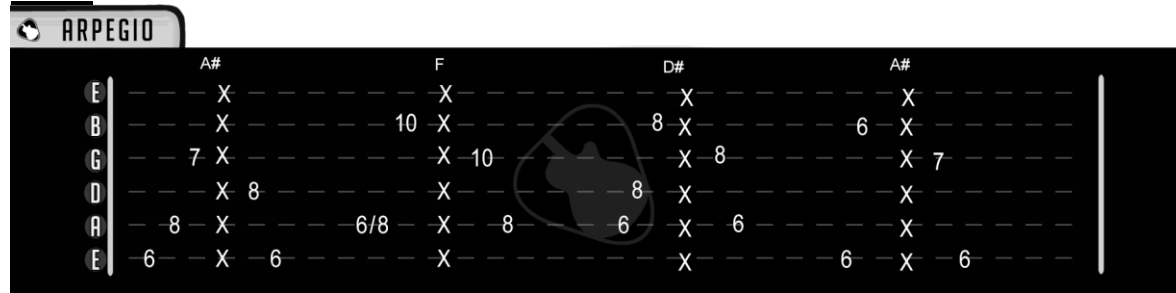 ARPEGIO
A# F D# A#
E X X X X
B X 10 X 8 X 6 X
G 7 X X 10 X 8 X 7
D X 8 X 8 X X
A 8 X 6/8 X 8 6 X 6 X
E 6 X 6 X X 6 X 6